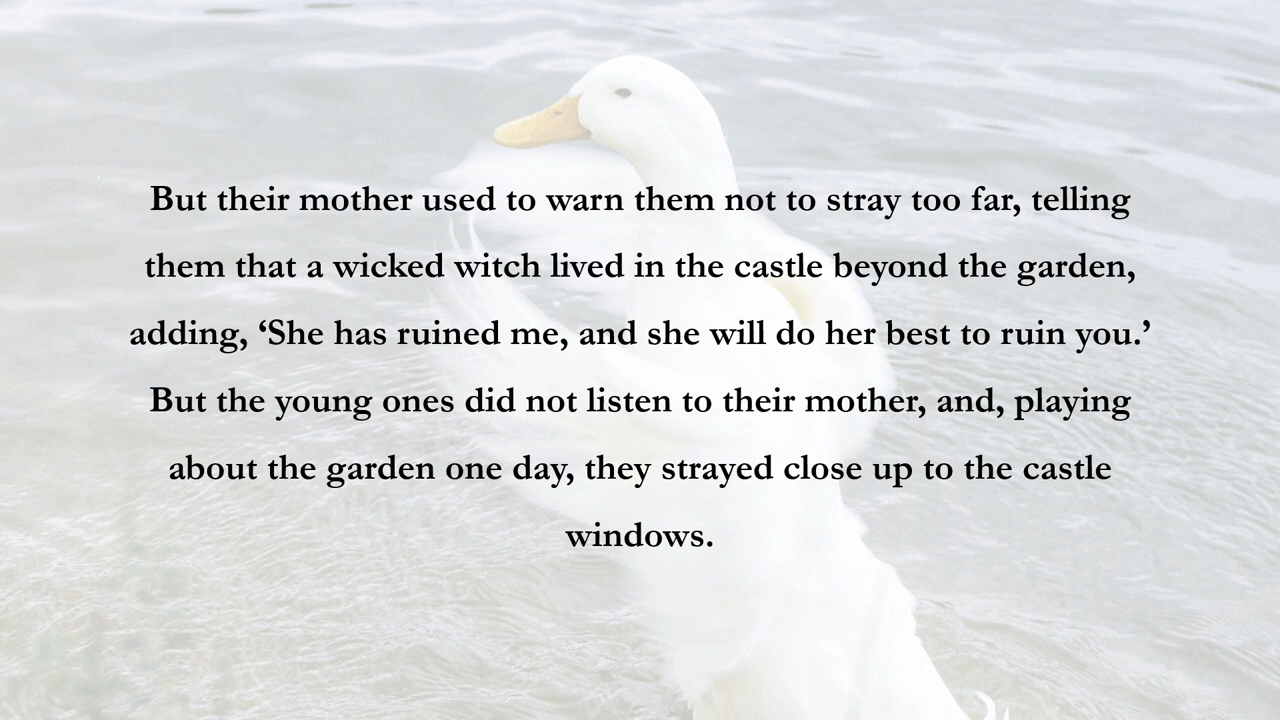 But their mother used to warn them not to stray too far, telling
them that a wicked witch lived in the castle beyond the garden,
adding, ‘She has ruined me, and she will do her best to ruin you.’
But the young ones did not listen to their mother, and, playing
about the garden one day, they strayed close up to the castle
windows.